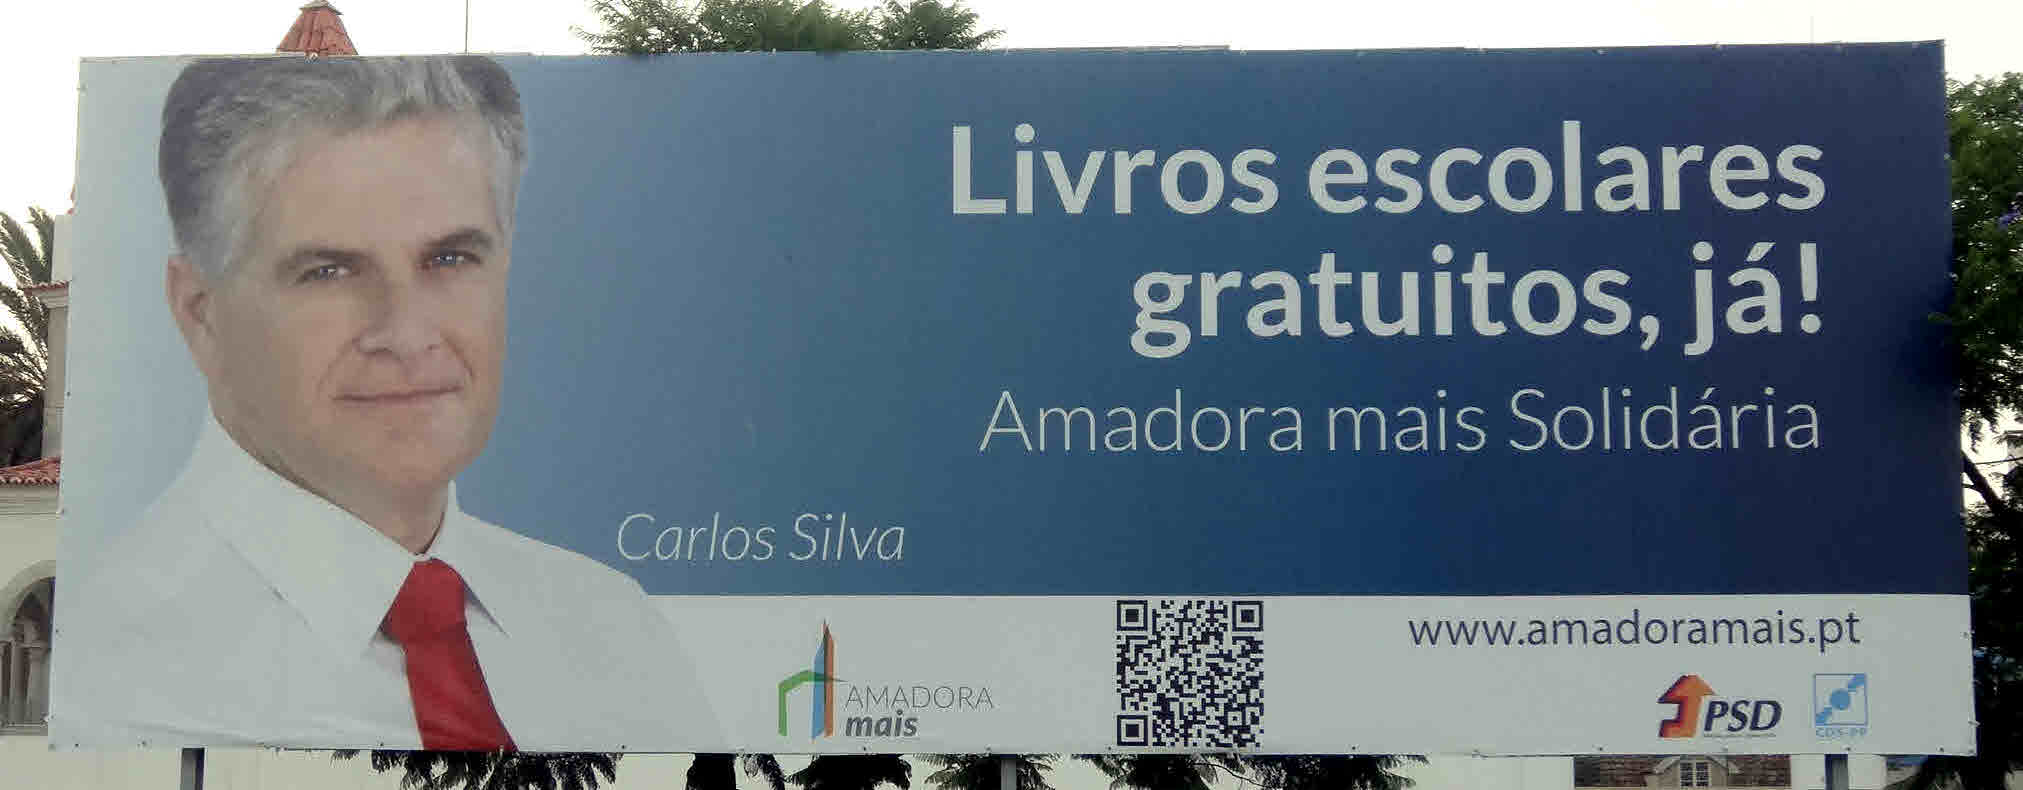 Livros escolares
gratuitos, já!
Amadora mais Solidária
Carlos Silva
AMADORA
mais
www.amadoramais.pt
PSD
CDS-PP